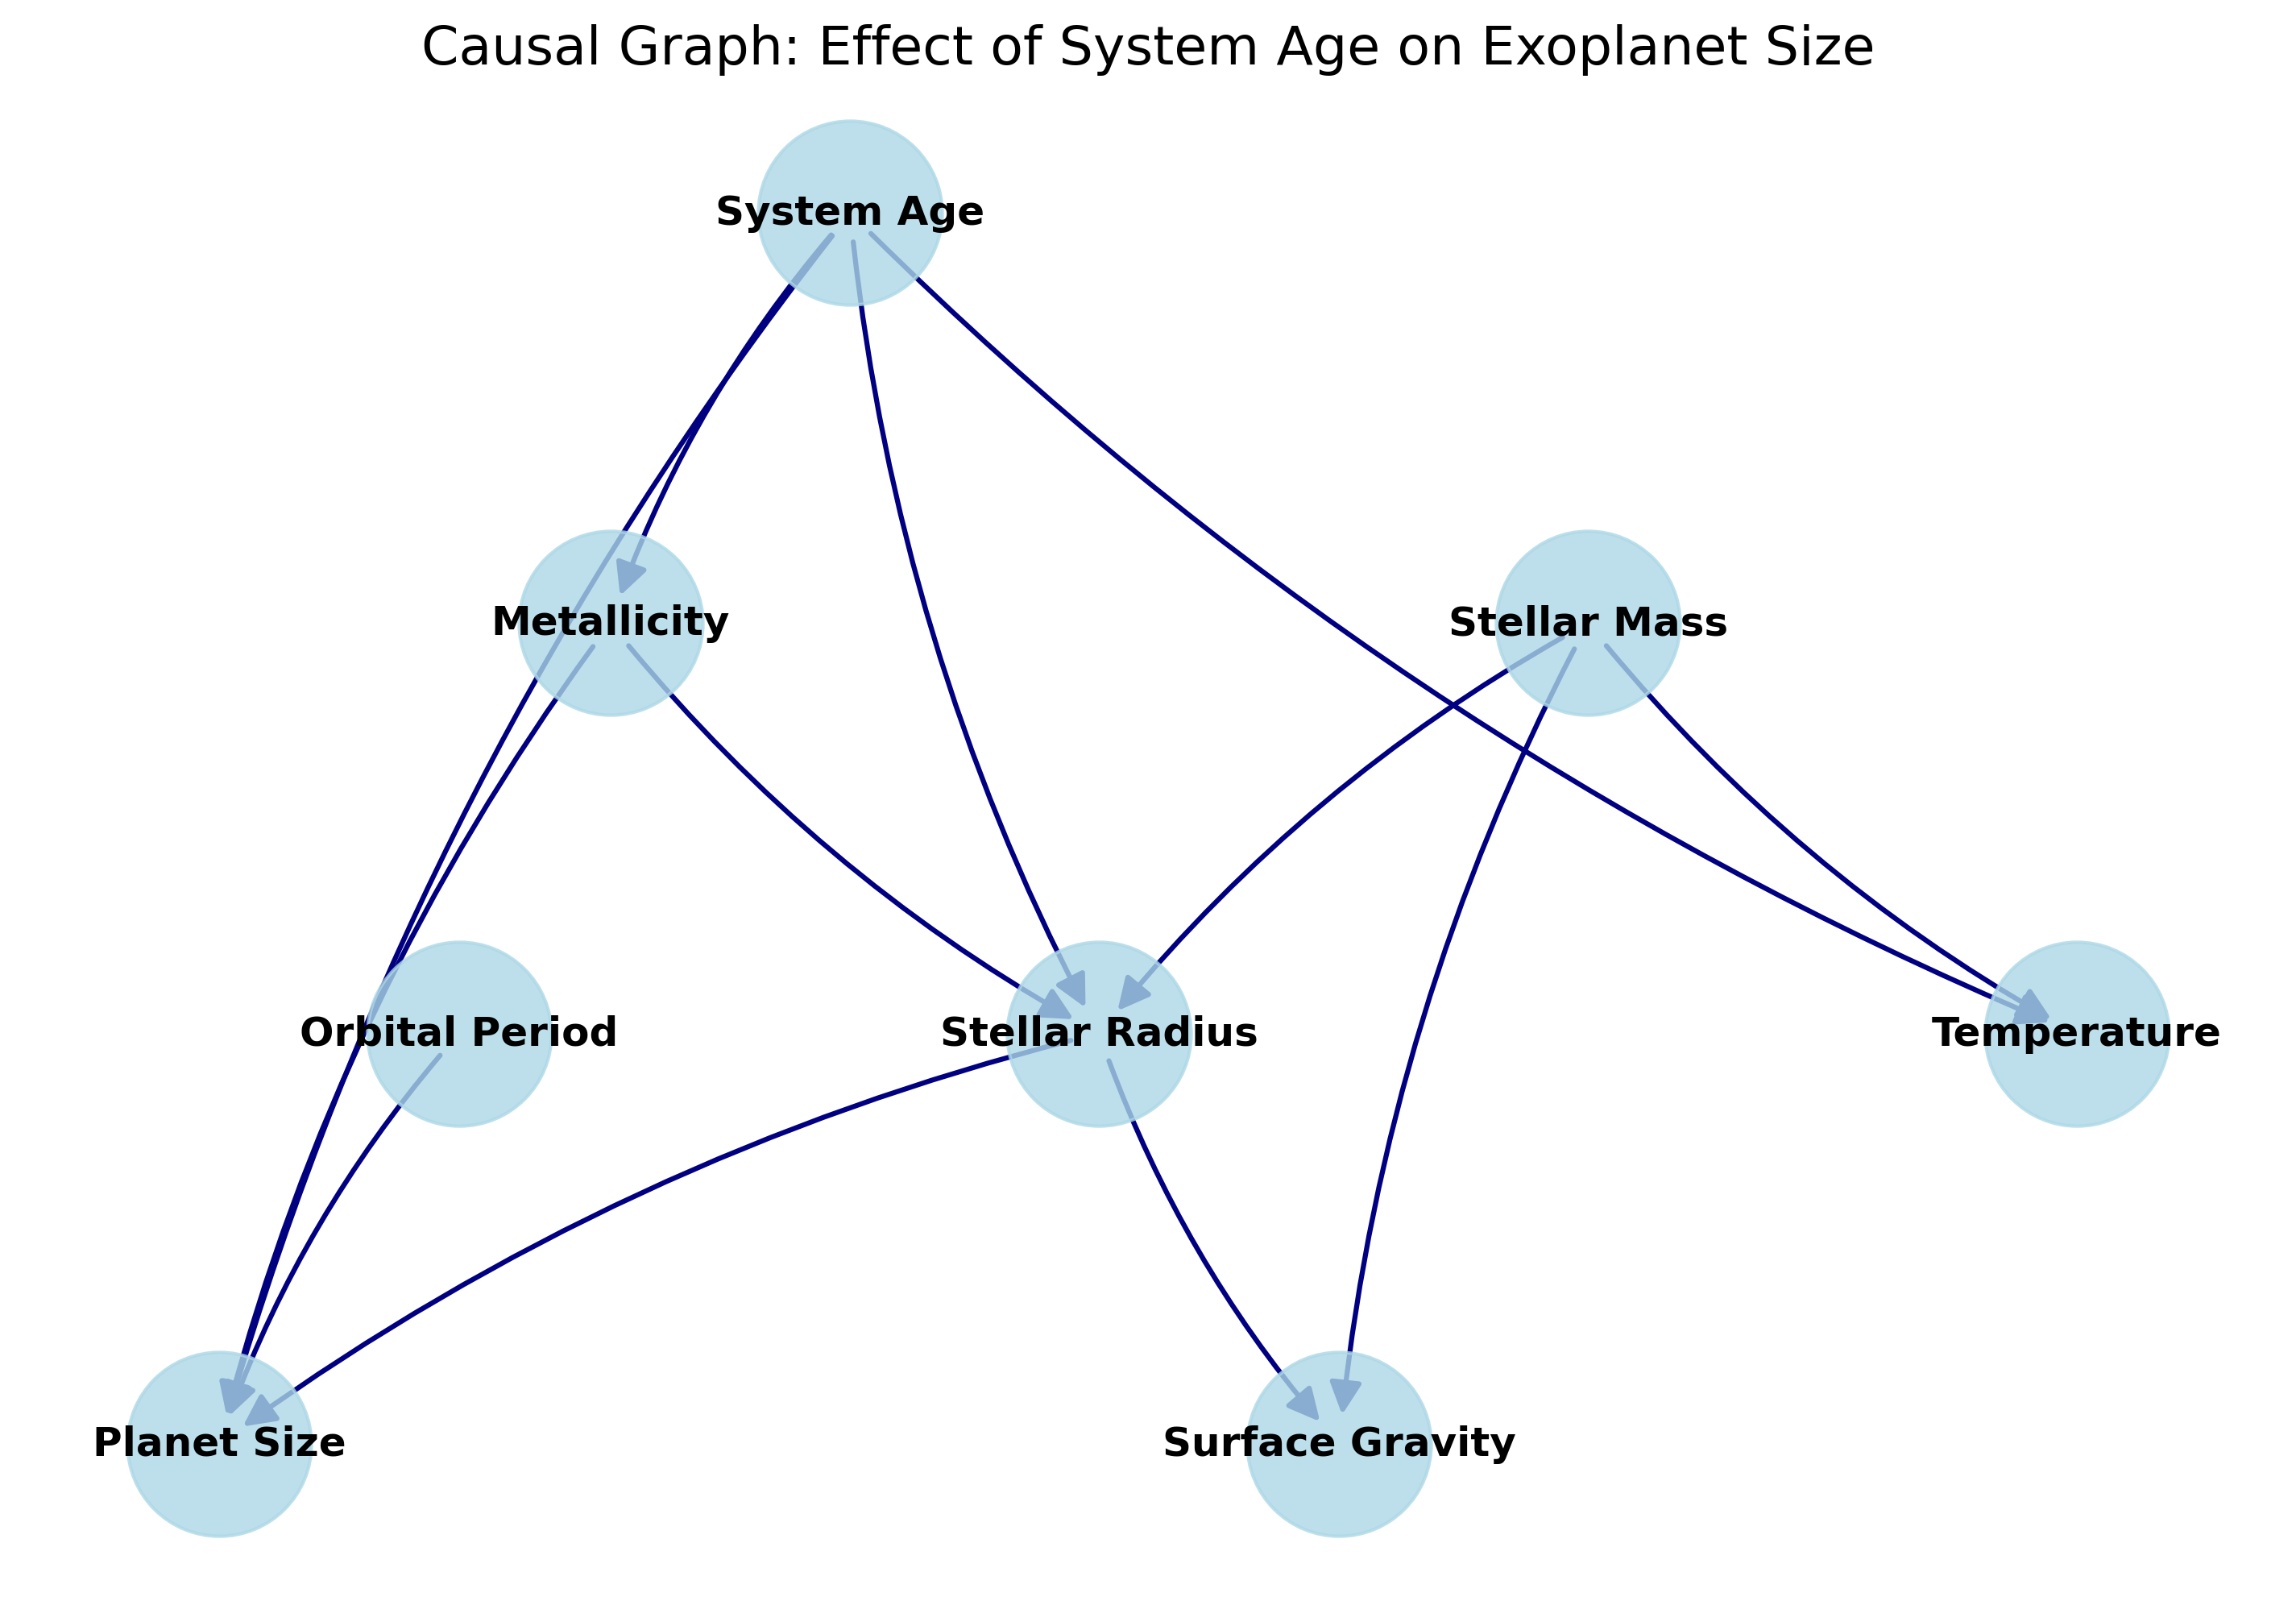 Causal Graph: Effect of System Age on Exoplanet Size
System Age
Metallicity
Stellar Mass
Orbital Period
Stellar Radius
Temperature
Planet Size
Surface Gravity